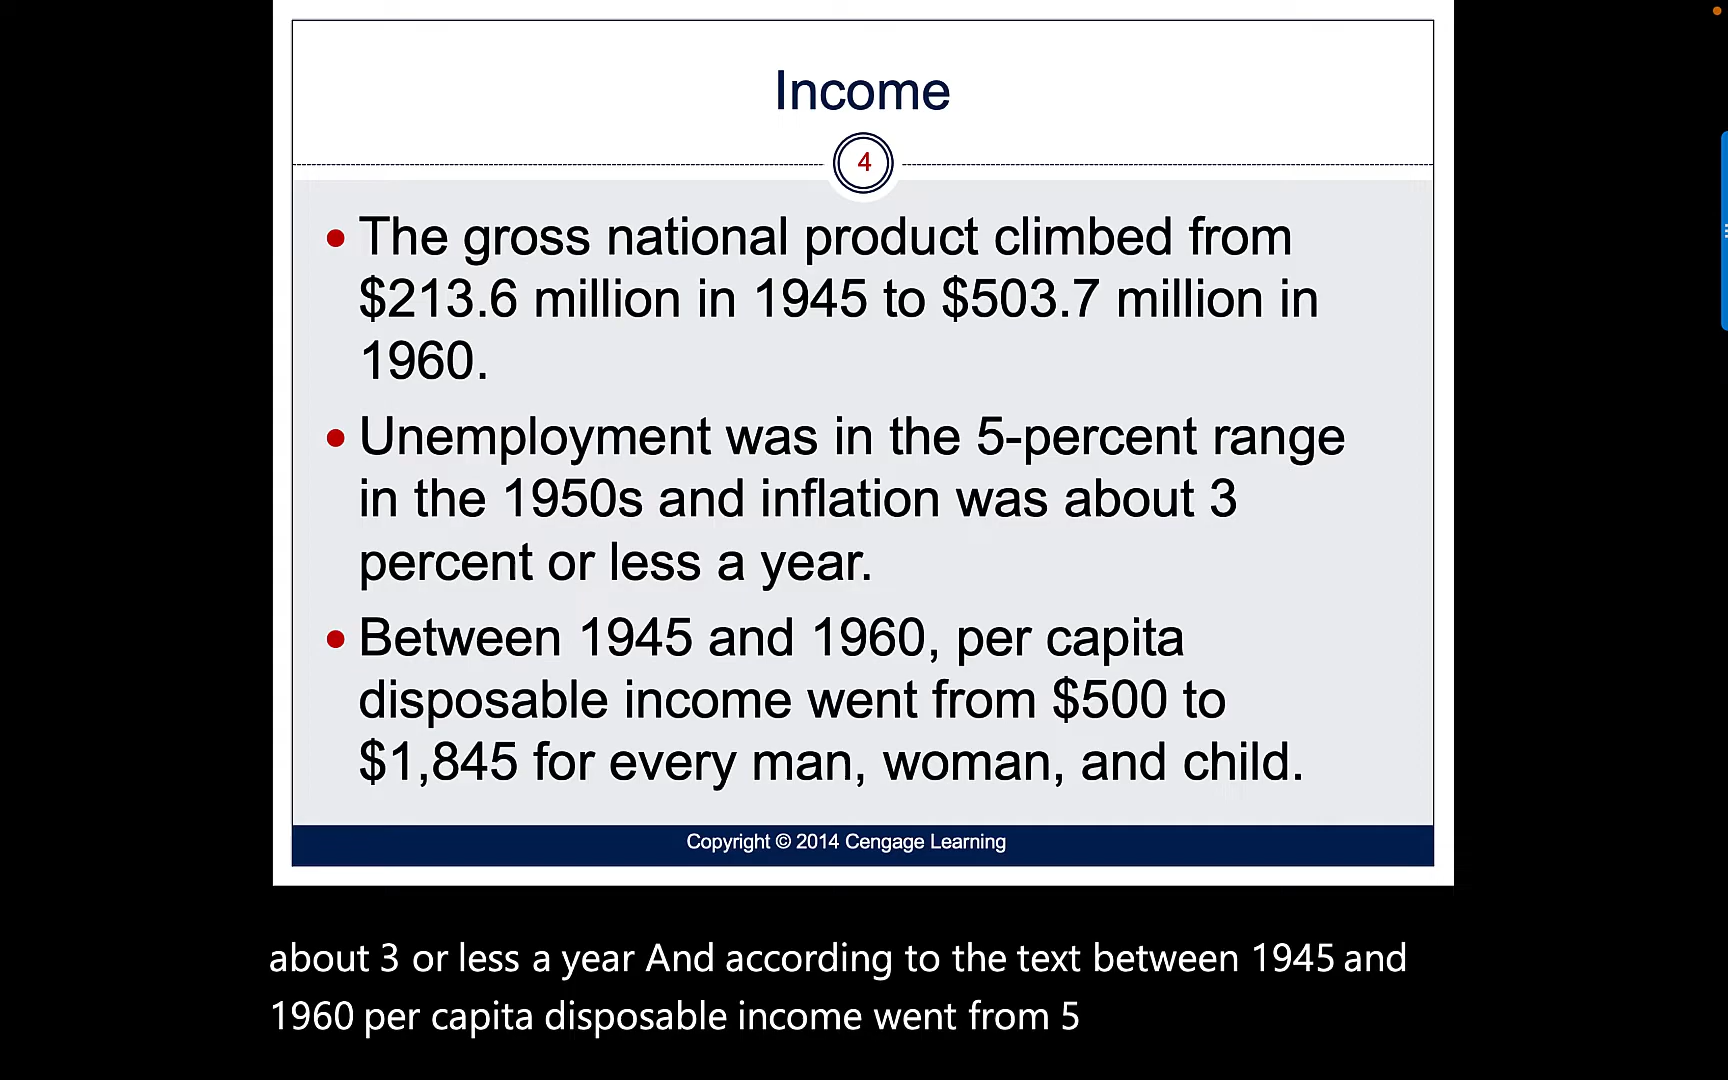 Income
4
• The gross national product climbed from
$213.6 million in 1945 to $503.7 million in
1960.
• Unemployment was in the 5-percent range
in the 1950s and inflation was about 3
percent or less a year.
• Between 1945 and 1960, per capita
disposable income went from $500 to
$1,845 for every man, woman, and child.
Copyright © 2014 Cengage Learning
about 3 or less a year And according to the text between 1945 and
1960 per capita disposable income went from 5